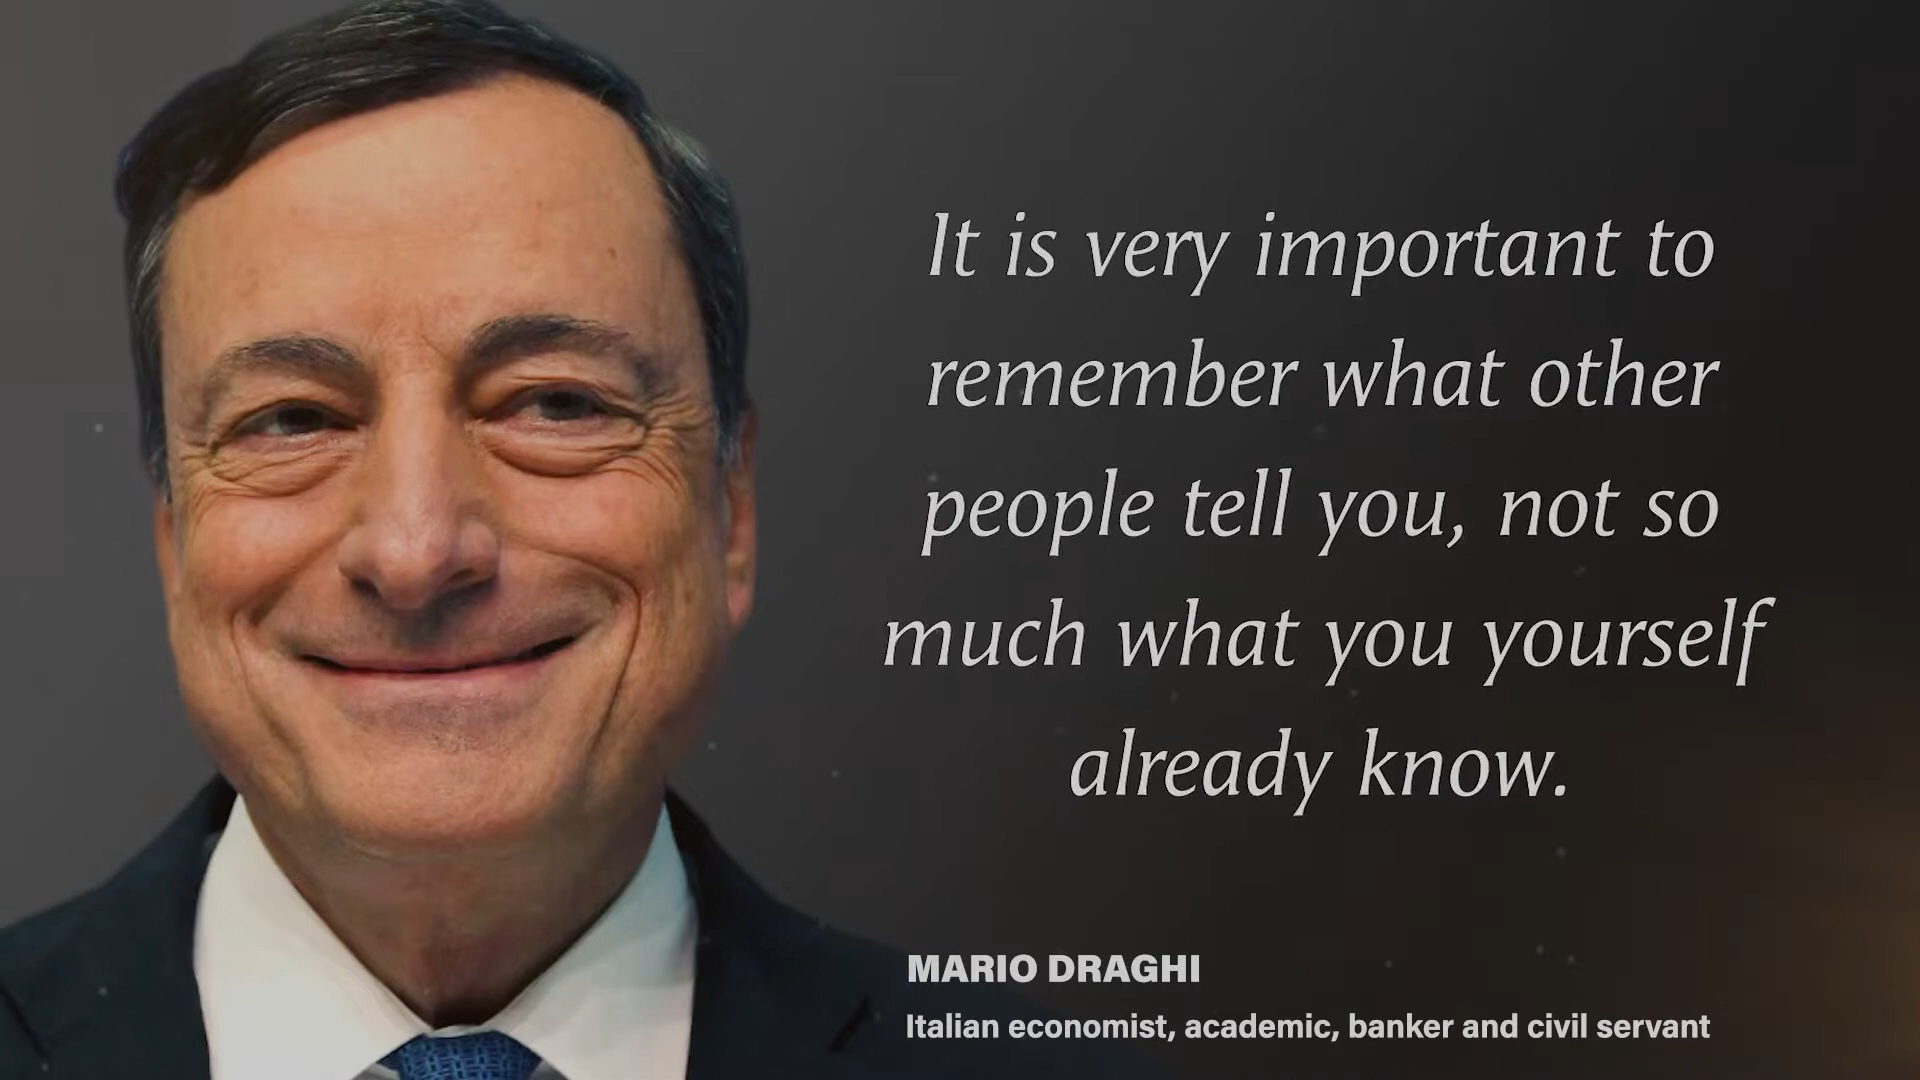 It is very important to
remember what other
people tell you, not so
much what you yourself
already know.
MARIO DRAGHI
Italian economist, academic, banker and civil servant